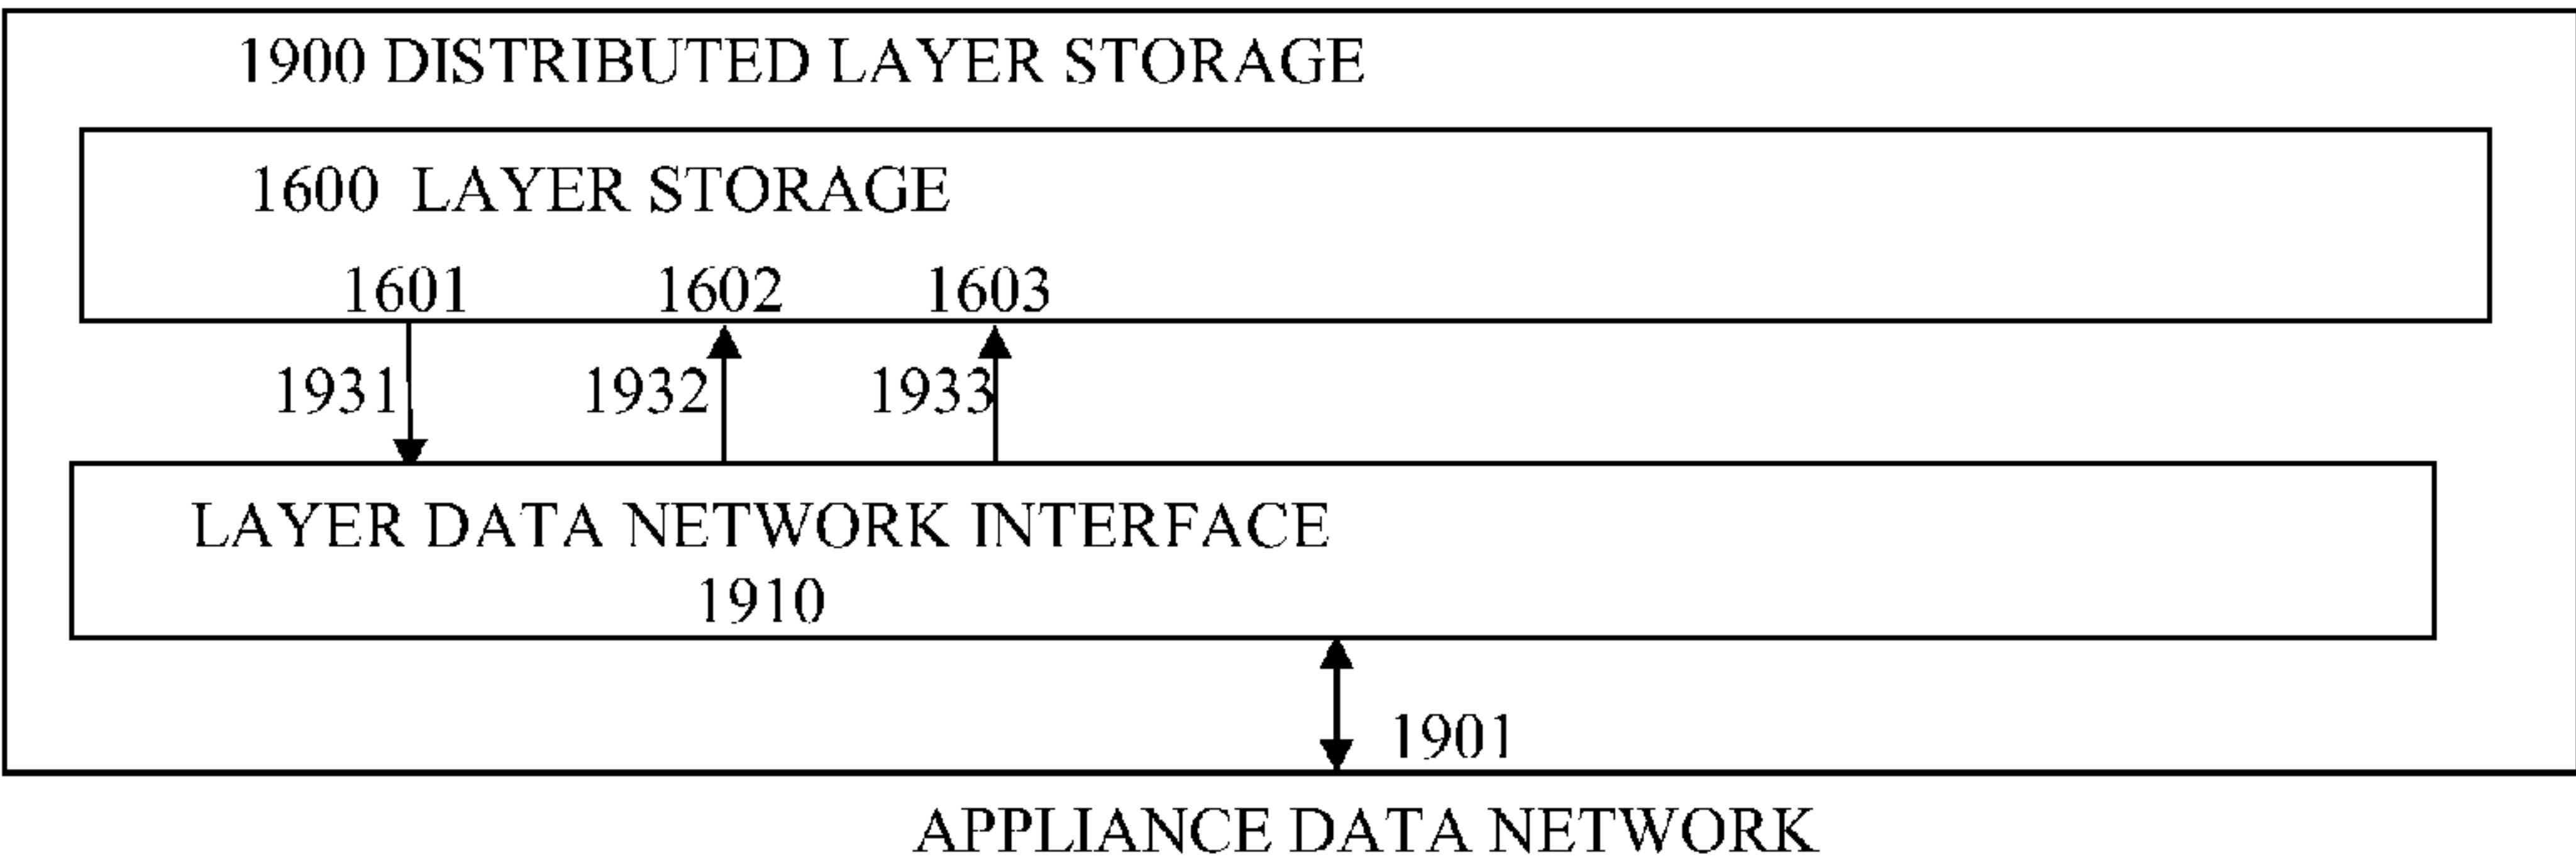 1900 DISTRIBUTED LAYER STORAGE
1600 LAYER STORAGE
1601 1602 1603
1931 1932 1933
LAYER DATA NETWORK INTERFACE
1910
1901
APPLIANCE DATA NETWORK